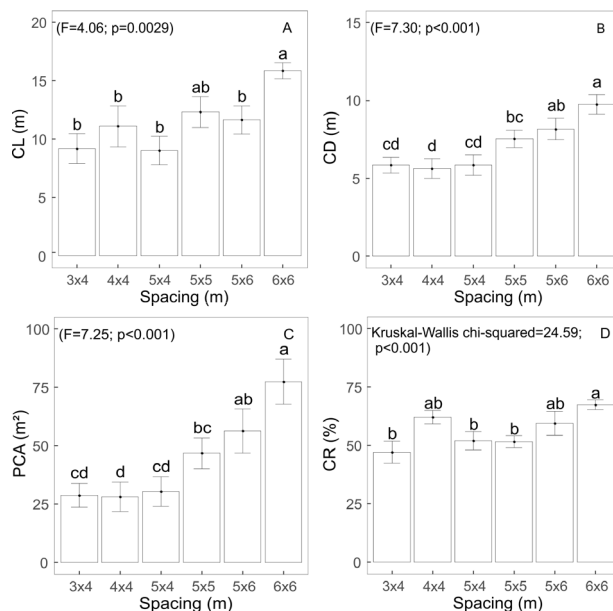 (F=4.06; p=0.0029) A
CL (m)
20
15
10
5
0
b b b ab b a
3x4 4x4 5x4 5x5 5x6 6x6
Spacing (m)
(F=7.30; p<0.001) B
CD (m)
15
10
5
0
cd d cd bc ab a
3x4 4x4 5x4 5x5 5x6 6x6
Spacing (m)
(F=7.25; p<0.001) C
PCA (m²)
100
75
50
25
0
cd d cd bc ab a
3x4 4x4 5x4 5x5 5x6 6x6
Spacing (m)
Kruskal-Wallis chi-squared=24.59; D
p<0.001)
CR (%)
100
75
50
25
0
b ab b b ab a
3x4 4x4 5x4 5x5 5x6 6x6
Spacing (m)